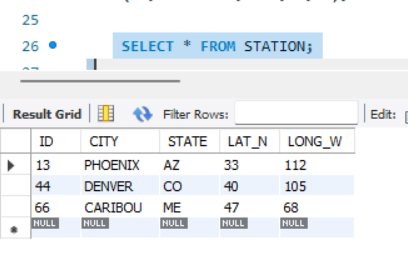 25
26 SELECT * FROM STATION;
Result Grid Filter Rows: Edit:
ID CITY STATE LAT_N LONG_W
13 PHOENIX AZ 33 112
44 DENVER CO 40 105
66 CARIBOU ME 47 68
NULL NULL NULL NULL NULL